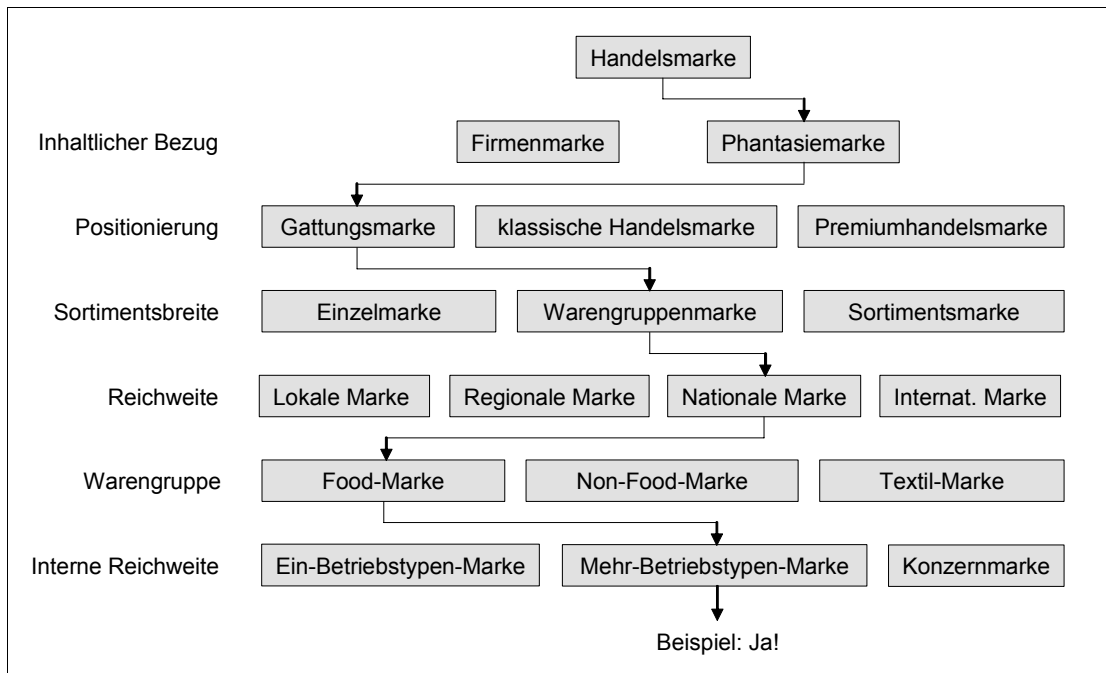 Handelsmarke
Inhaltlicher Bezug Firmenmarke Phantasiemarke
Positionierung Gattungsmarke klassische Handelsmarke Premiumhandelsmarke
Sortimentsbreite Einzelmarke Warengruppenmarke Sortimentsmarke
Reichweite Lokale Marke Regionale Marke Nationale Marke Internat. Marke
Warengruppe Food-Marke Non-Food-Marke Textil-Marke
Interne Reichweite Ein-Betriebstypen-Marke Mehr-Betriebstypen-Marke Konzernmarke
Beispiel: Ja!